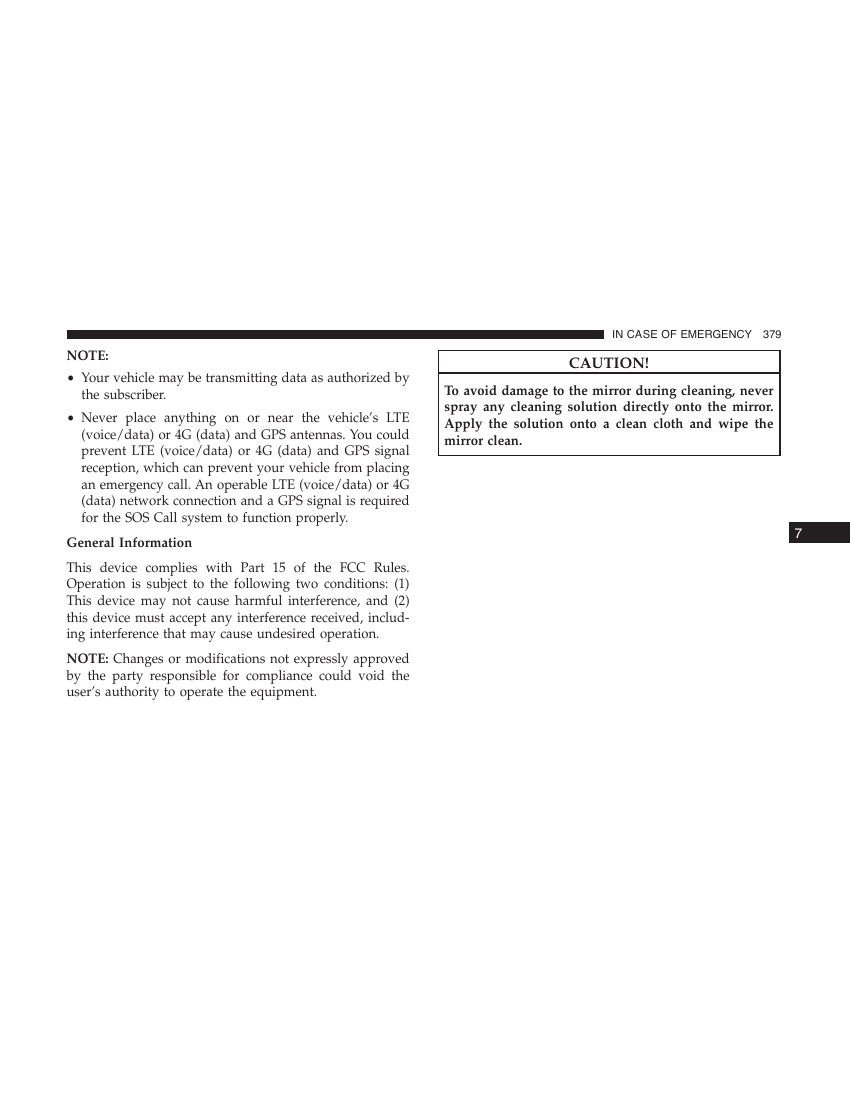 IN CASE OF EMERGENCY 379
NOTE:
• Your vehicle may be transmitting data as authorized by
the subscriber.
• Never place anything on or near the vehicle’s LTE
(voice/data) or 4G (data) and GPS antennas. You could
prevent LTE (voice/data) or 4G (data) and GPS signal
reception, which can prevent your vehicle from placing
an emergency call. An operable LTE (voice/data) or 4G
(data) network connection and a GPS signal is required
for the SOS Call system to function properly.
General Information
This device complies with Part 15 of the FCC Rules.
Operation is subject to the following two conditions: (1)
This device may not cause harmful interference, and (2)
this device must accept any interference received, includ-
ing interference that may cause undesired operation.
NOTE: Changes or modifications not expressly approved
by the party responsible for compliance could void the
user’s authority to operate the equipment.
CAUTION!
To avoid damage to the mirror during cleaning, never
spray any cleaning solution directly onto the mirror.
Apply the solution onto a clean cloth and wipe the
mirror clean.
7